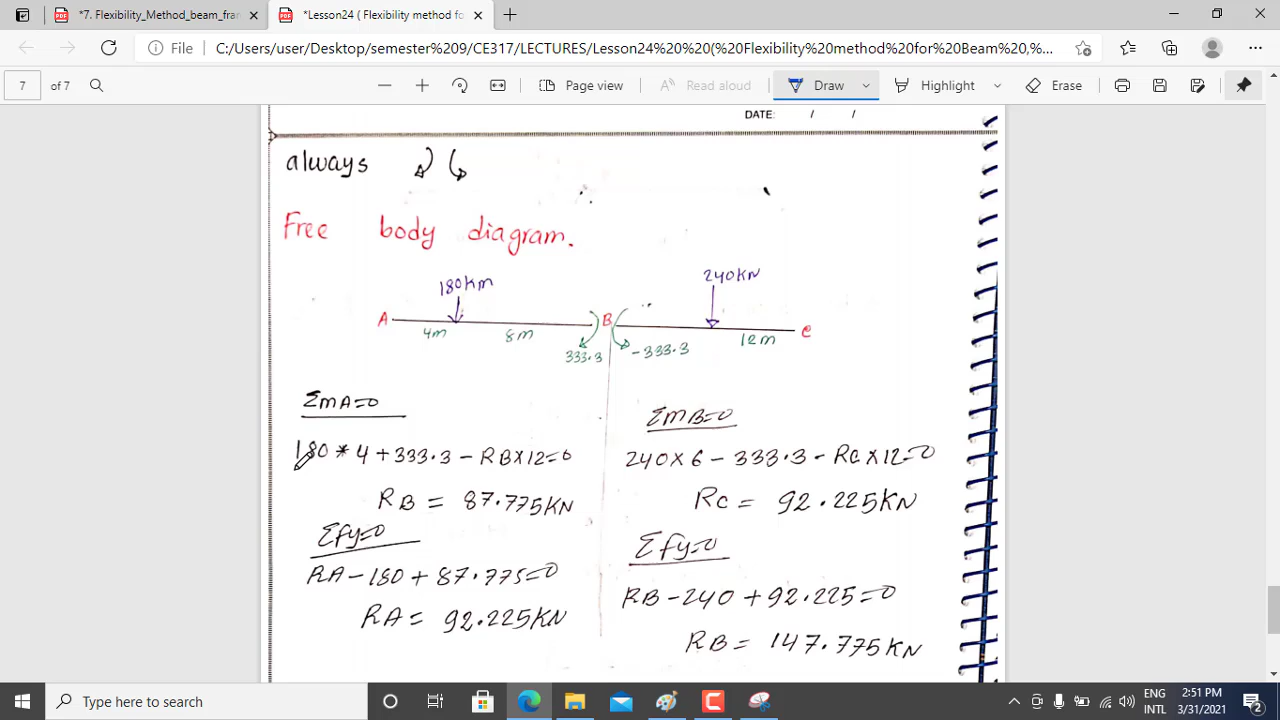 *7. Flexibility_Method_beam_fra
*Lesson24 ( Flexibility method fo
File
C:/Users/user/Desktop/semester%209/CE317/LECTURES/Lesson24%20%20(%20Flexibility%20method%20for%20Beam%20,%...
7 of 7
Page view
Read aloud
Draw
Highlight
Erase
DATE: / /
always
Free body diagram.
180km
240KN
A
B
C
4m
8m
12m
333.3
-333.3
ΣMA=0
180*4+333.3-RB×12=0
RB = 87.775KN
Σfy=0
RA-180+87.775=0
RA = 92.225KN
ΣMB=0
240×6-333.3-RC×12=0
RC = 92.225KN
Σfy=0
RB-240+92.225=0
RB = 147.775KN
Type here to search
ENG
INTL
2:51 PM
3/31/2021
2